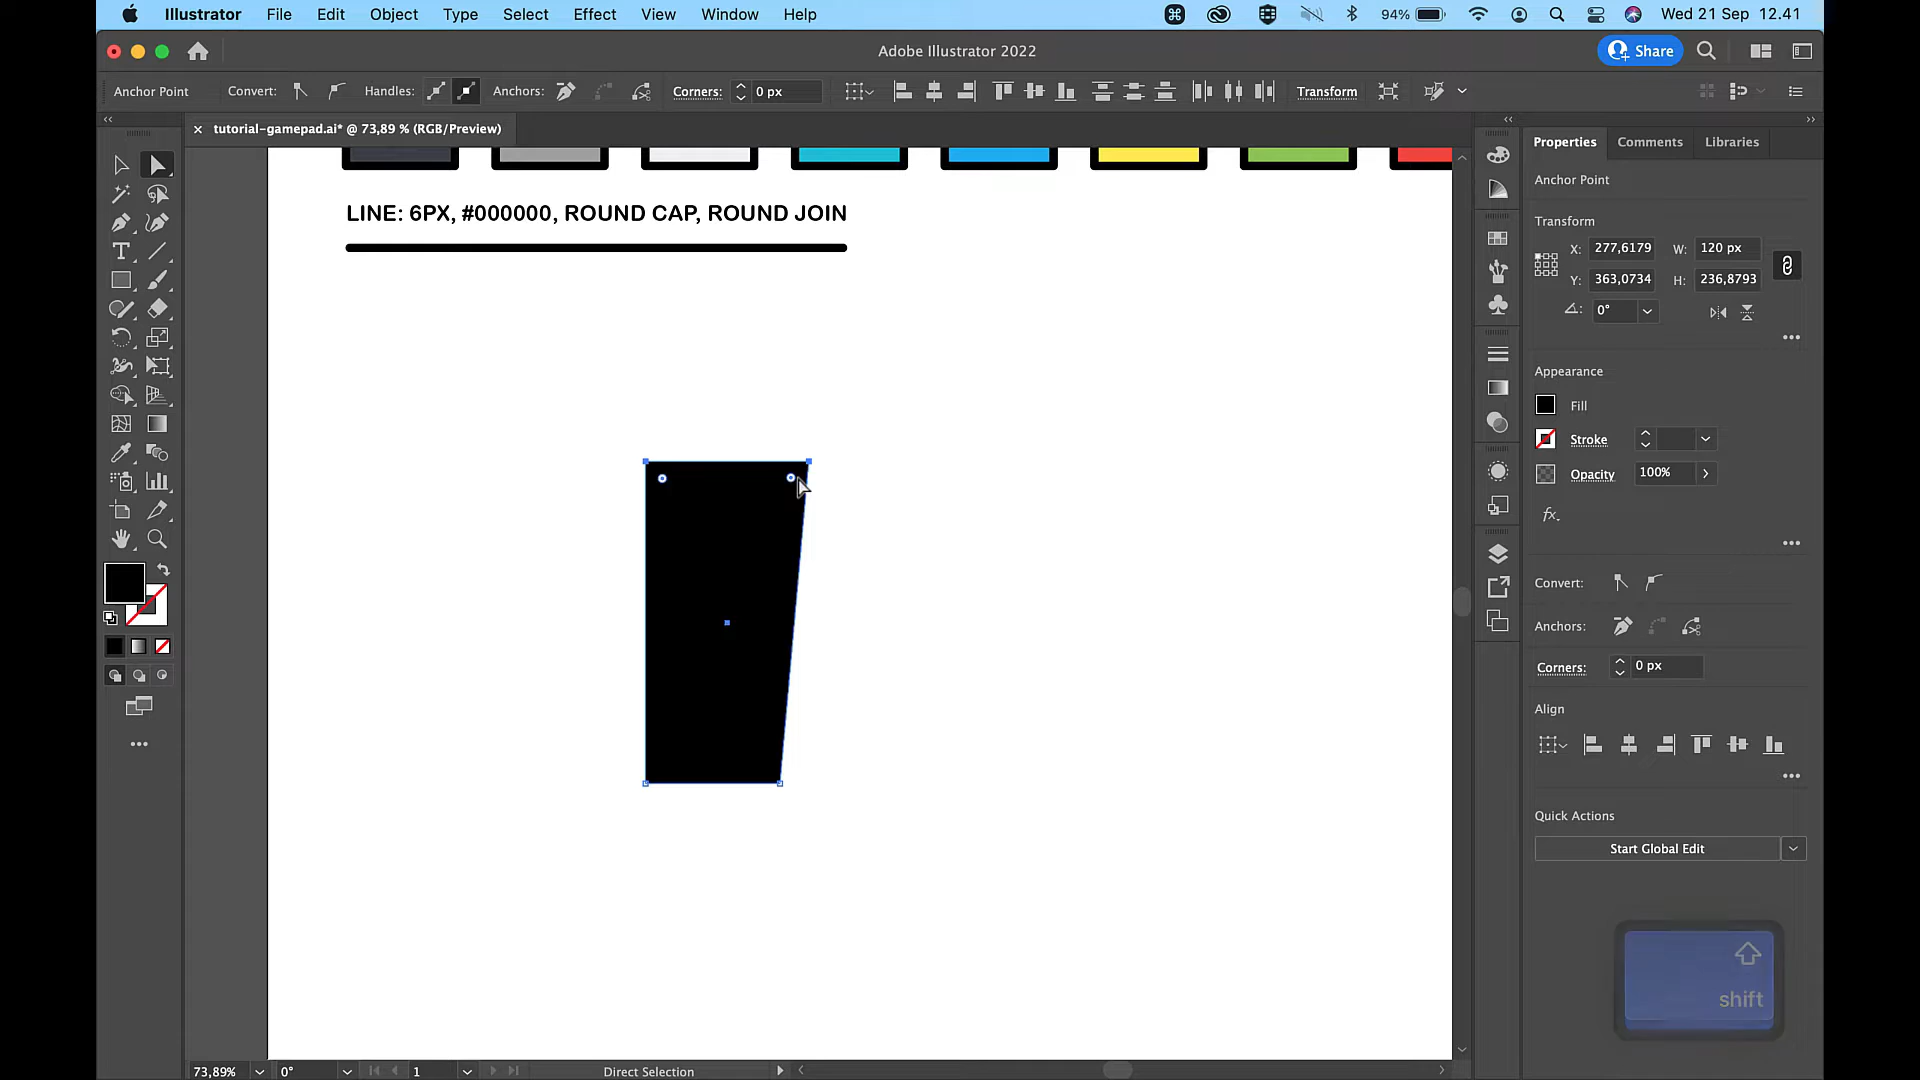 Illustrator File Edit Object Type Select Effect View Window Help 94% Wed 21 Sep 12.41
Adobe Illustrator 2022 Share
Anchor Point Convert: Handles: Anchors: Corners: 0 px Transform
tutorial-gamepad.ai* @ 73,89 % (RGB/Preview)
Properties Comments Libraries
LINE: 6PX, #000000, ROUND CAP, ROUND JOIN
Anchor Point
Transform
X: 277,6179 W: 120 px
Y: 363,0734 H: 236,8793
0°
Appearance
Fill
Stroke
Opacity 100%
fx
Convert:
Anchors:
Corners: 0 px
Align
Quick Actions
Start Global Edit
shift
73,89% 0° 1 Direct Selection